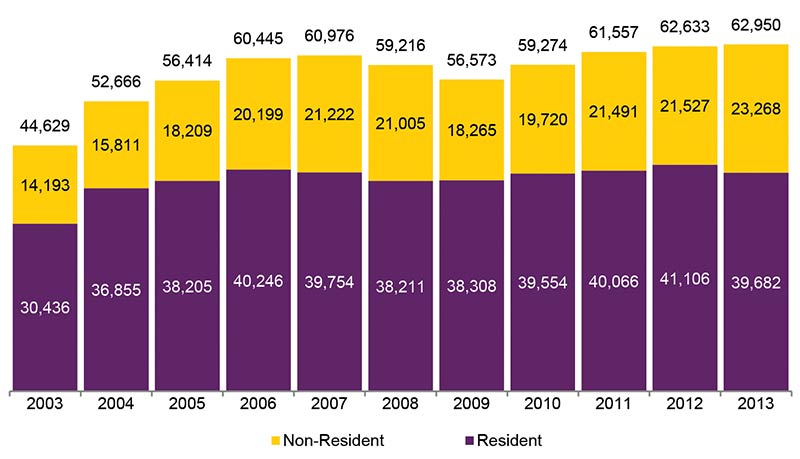 44,629 52,666 56,414 60,445 60,976 59,216 56,573 59,274 61,557 62,633 62,950
14,193 15,811 18,209 20,199 21,222 21,005 18,265 19,720 21,491 21,527 23,268
30,436 36,855 38,205 40,246 39,754 38,211 38,308 39,554 40,066 41,106 39,682
2003 2004 2005 2006 2007 2008 2009 2010 2011 2012 2013
Non-Resident Resident